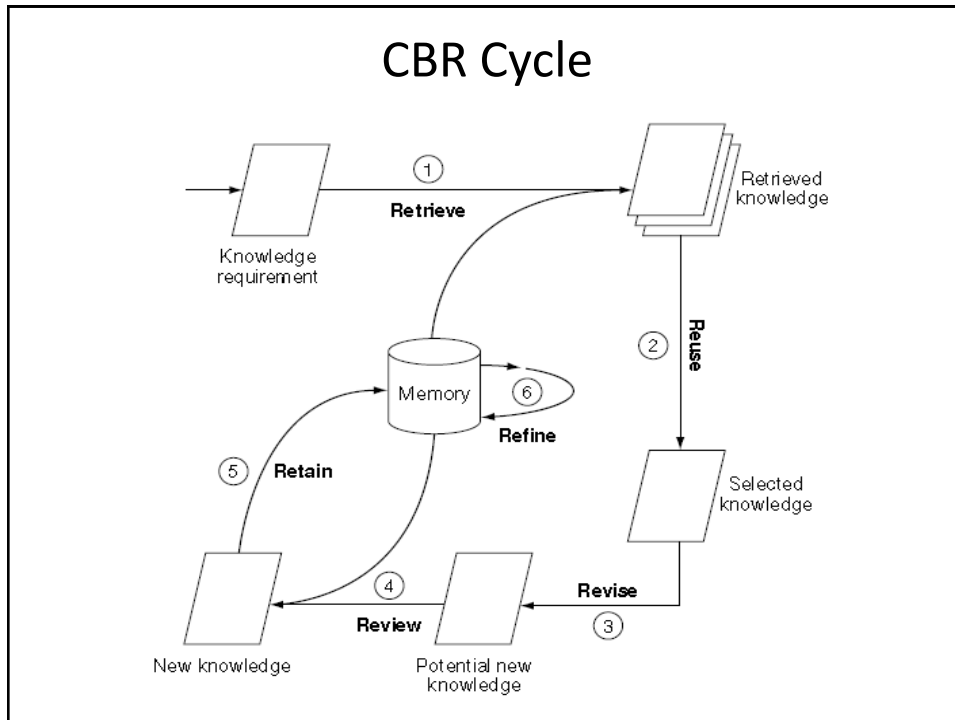 CBR Cycle
1
Retrieve
Knowledge
requirement
Retrieved
knowledge
2
Reuse
Memory
6
Refine
5
Retain
Selected
knowledge
4
Review
Revise
3
New knowledge
Potential new
knowledge